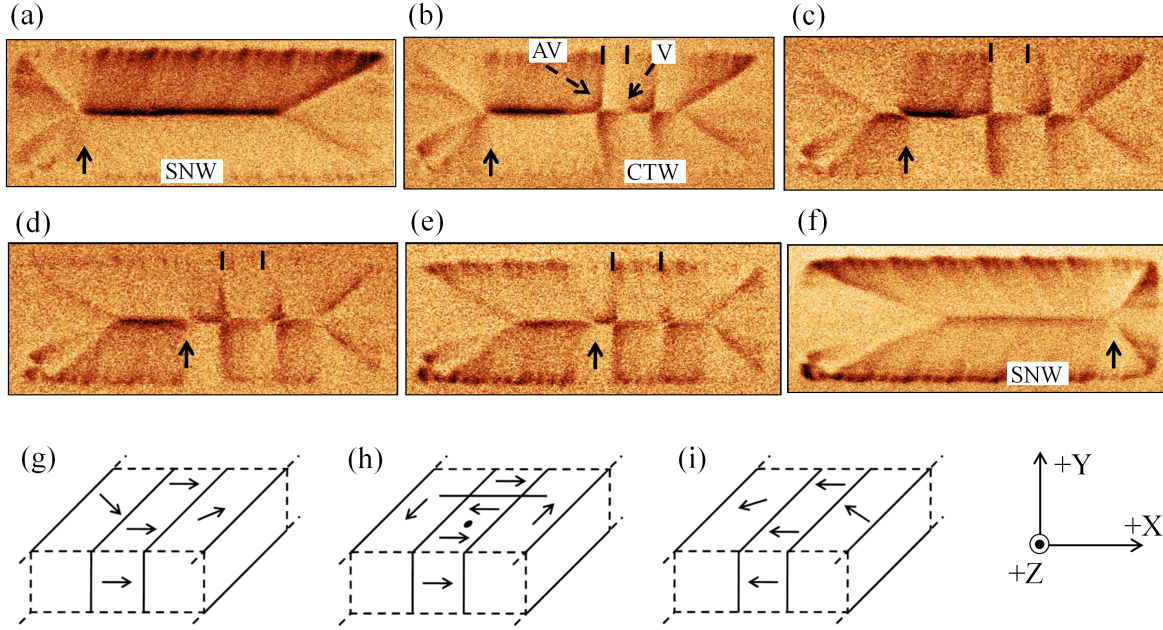 (a)
(b)
(c)
AV
V
SNW
CTW
(d)
(e)
(f)
SNW
(g)
(h)
(i)
+Y
+X
+Z